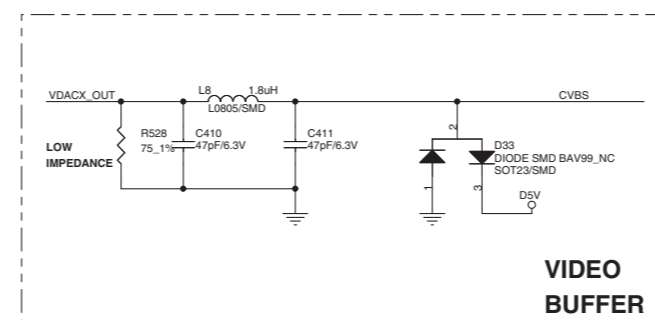 VDACX_OUT
L8 1.8uH
L0805/SMD
CVBS
LOW
IMPEDANCE
R528
75_1%
C410
47pF/6.3V
C411
47pF/6.3V
2
1
3
D33
DIODE SMD BAV99_NC
SOT23/SMD
D5V
VIDEO
BUFFER